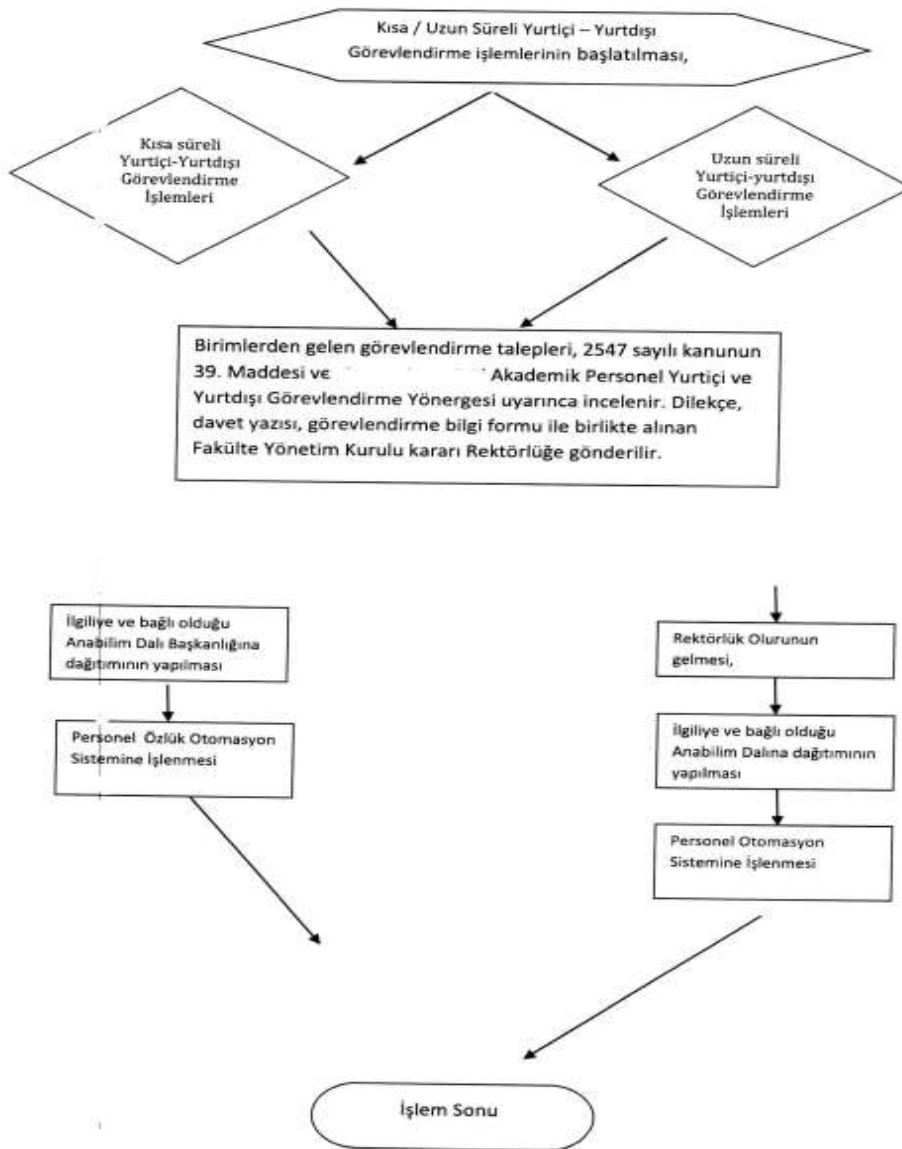 Kısa / Uzun Süreli Yurtiçi – Yurtdışı
Görevlendirme işlemlerinin başlatılması,
Kısa süreli
Yurtiçi-Yurtdışı
Görevlendirme
İşlemleri
Uzun süreli
Yurtiçi-yurtdışı
Görevlendirme
İşlemleri
Birimlerden gelen görevlendirme talepleri, 2547 sayılı kanunun
39. Maddesi ve Akademik Personel Yurtiçi ve
Yurtdışı Görevlendirme Yönergesi uyarınca incelenir. Dilekçe,
davet yazısı, görevlendirme bilgi formu ile birlikte alınan
Fakülte Yönetim Kurulu kararı Rektörlüğe gönderilir.
İlgiliye ve bağlı olduğu
Anabilim Dalı Başkanlığına
dağıtımının yapılması
Personel Özlük Otomasyon
Sistemine İşlenmesi
Rektörlük Olurunun
gelmesi,
İlgiliye ve bağlı olduğu
Anabilim Dalına dağıtımının
yapılması
Personel Otomasyon
Sistemine İşlenmesi
İşlem Sonu